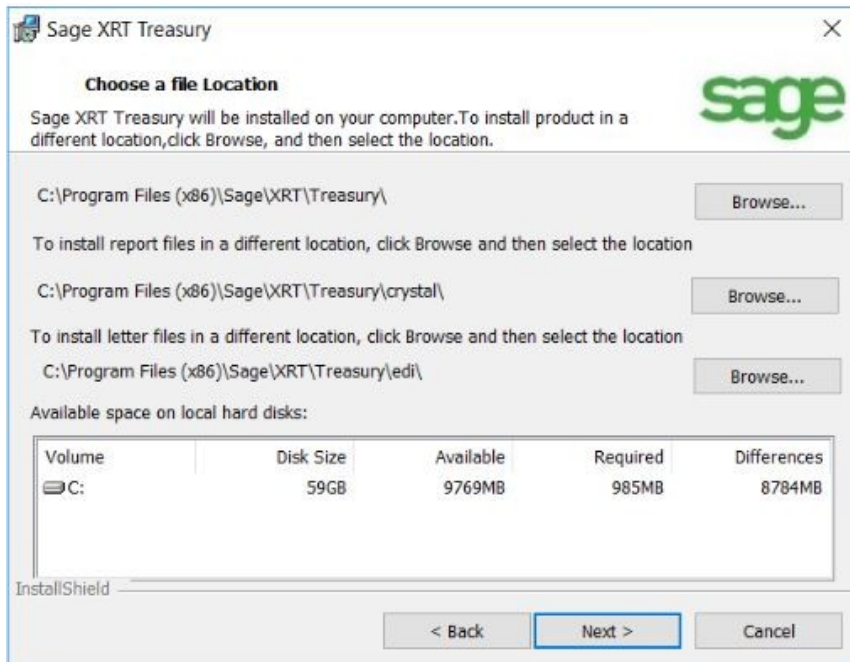 Sage XRT Treasury
Choose a file Location
sage
Sage XRT Treasury will be installed on your computer.To install product in a
different location,click Browse, and then select the location.
C:\Program Files (x86)\Sage\XRT\Treasury\
Browse...
To install report files in a different location, click Browse and then select the location
C:\Program Files (x86)\Sage\XRT\Treasury\crystal\
Browse...
To install letter files in a different location, click Browse and then select the location
C:\Program Files (x86)\Sage\XRT\Treasury\edi\
Browse...
Available space on local hard disks:
Volume Disk Size Available Required Differences
C: 59GB 9769MB 985MB 8784MB
InstallShield
< Back Next > Cancel